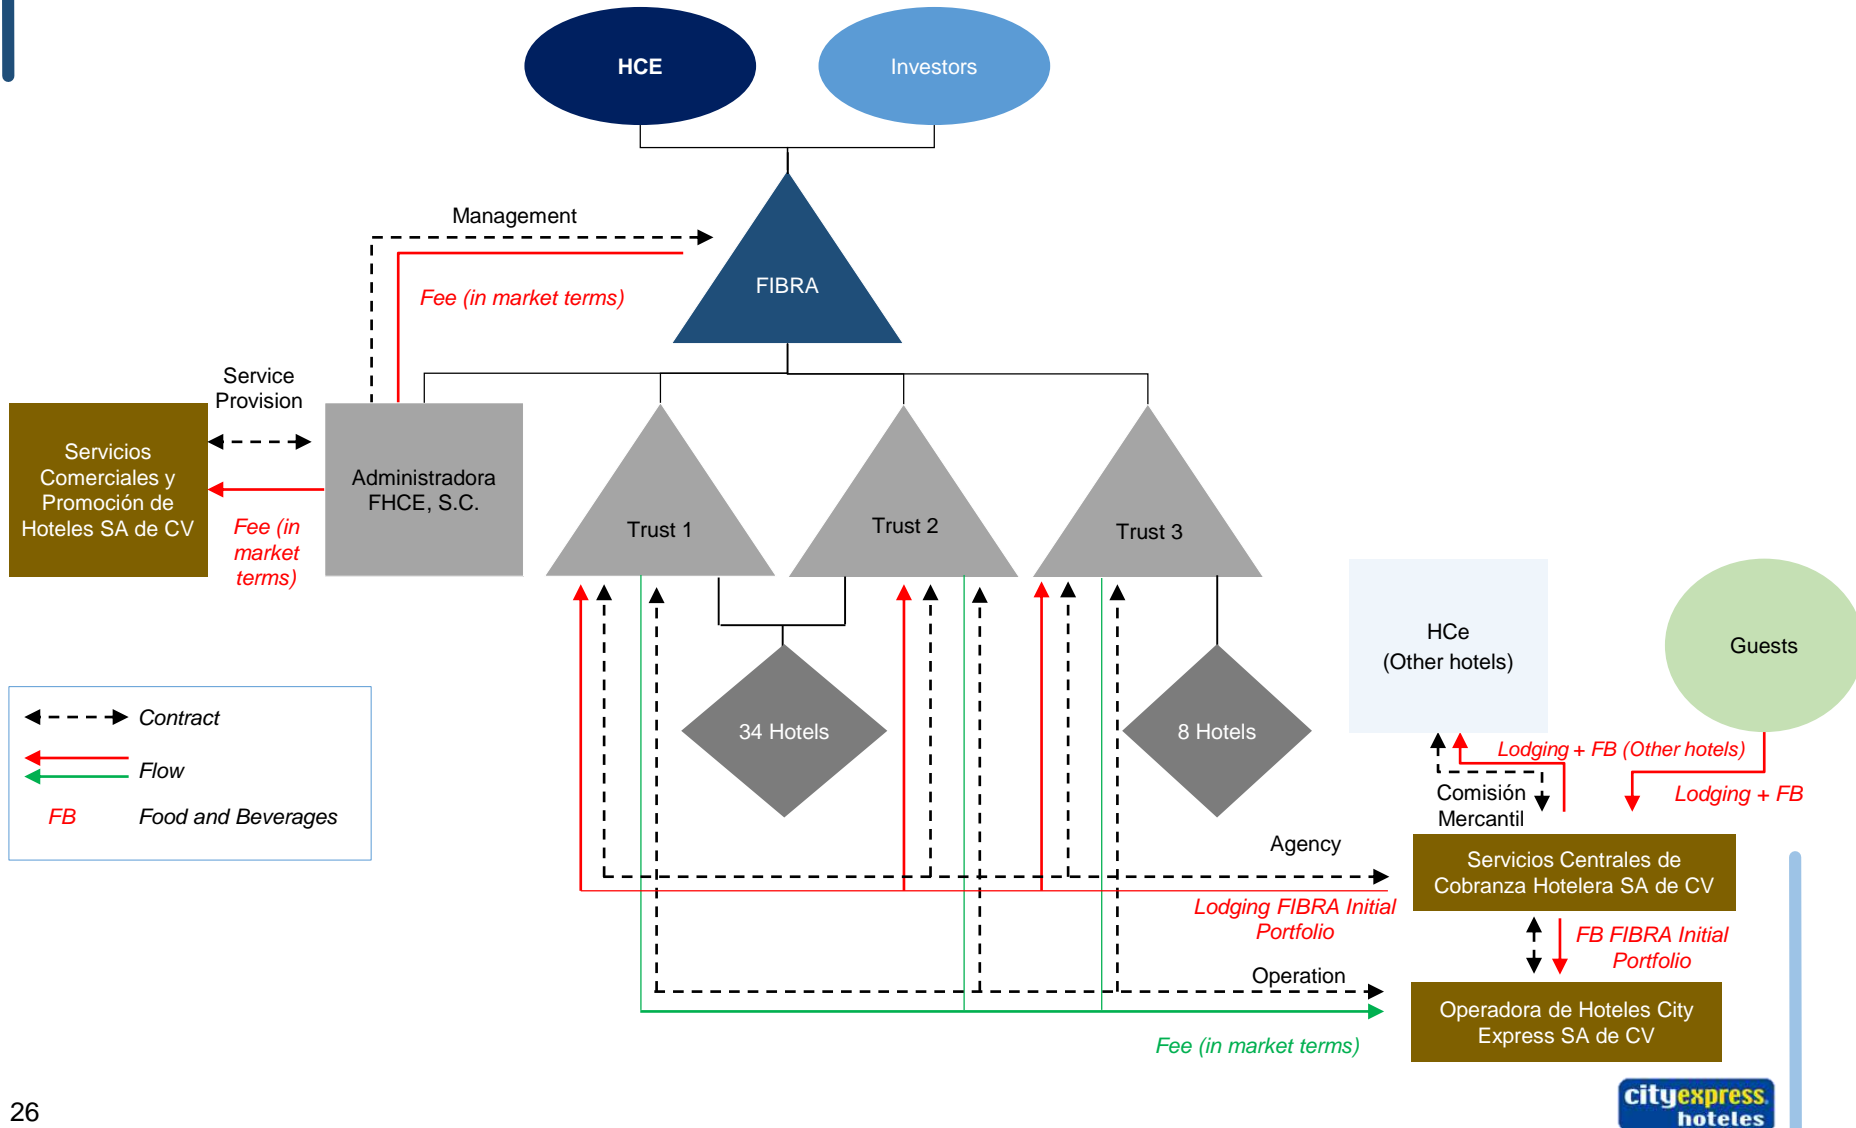 HCE
Investors
Management
Fee (in market terms)
FIBRA
Service
Provision
Servicios
Comerciales y
Promoción de
Hoteles SA de CV
Fee (in
market
terms)
Administradora
FHCE, S.C.
Trust 1
Trust 2
Trust 3
34 Hotels
8 Hotels
HCe
(Other hotels)
Guests
Contract
Flow
FB
Food and Beverages
Lodging + FB (Other hotels)
Lodging + FB
Comisión
Mercantil
Agency
Servicios Centrales de
Cobranza Hotelera SA de CV
Lodging FIBRA Initial
Portfolio
FB FIBRA Initial
Portfolio
Operation
Operadora de Hoteles City
Express SA de CV
Fee (in market terms)
cityexpress.
hoteles
26